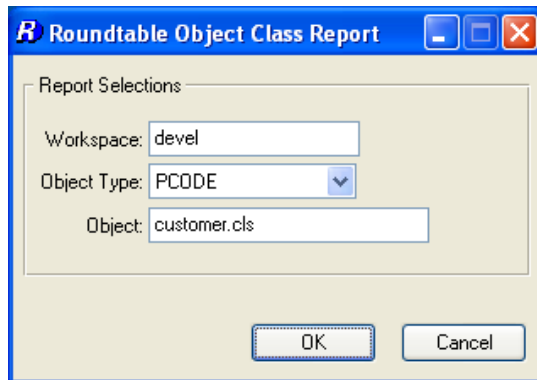 R Roundtable Object Class Report
Report Selections
Workspace: devel
Object Type: PCODE
Object: customer.cls
OK Cancel